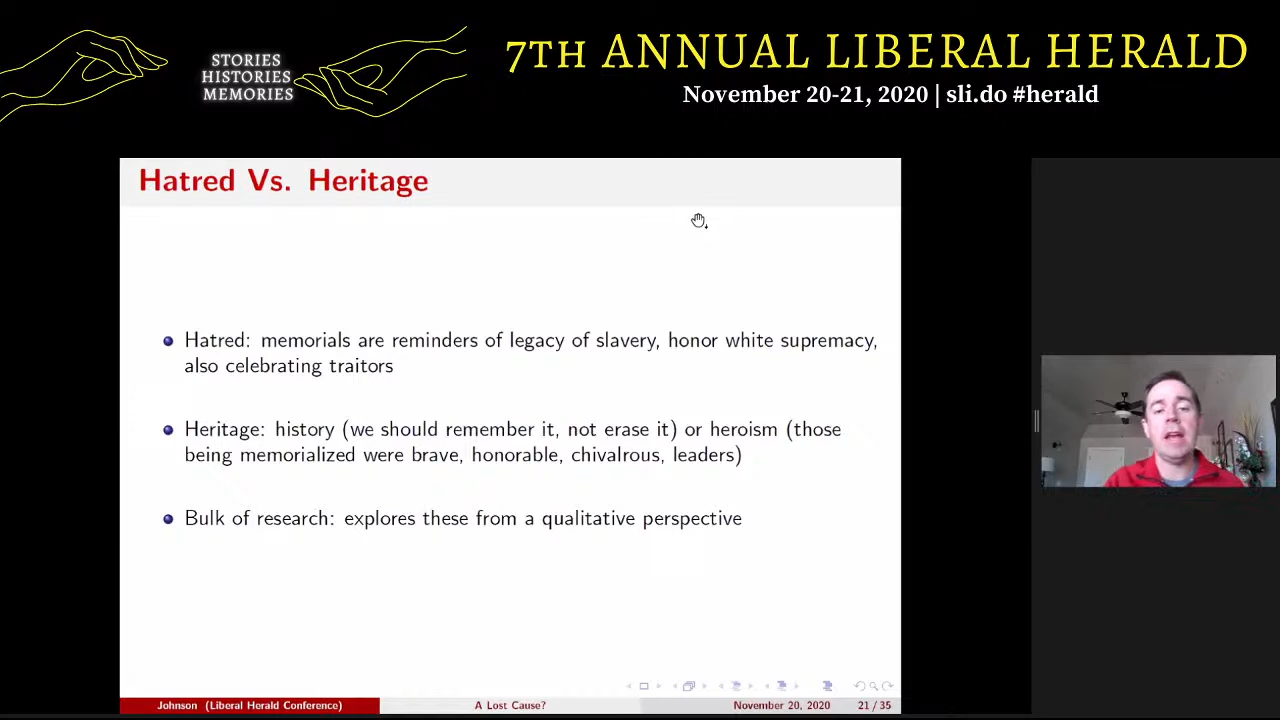 STORIES
HISTORIES
MEMORIES
7TH ANNUAL LIBERAL HERALD
November 20-21, 2020 | sli.do #herald
Hatred Vs. Heritage
Hatred: memorials are reminders of legacy of slavery, honor white supremacy,
also celebrating traitors
Heritage: history (we should remember it, not erase it) or heroism (those
being memorialized were brave, honorable, chivalrous, leaders)
Bulk of research: explores these from a qualitative perspective
Johnson (Liberal Herald Conference)
A Lost Cause?
November 20, 2020
21 / 35